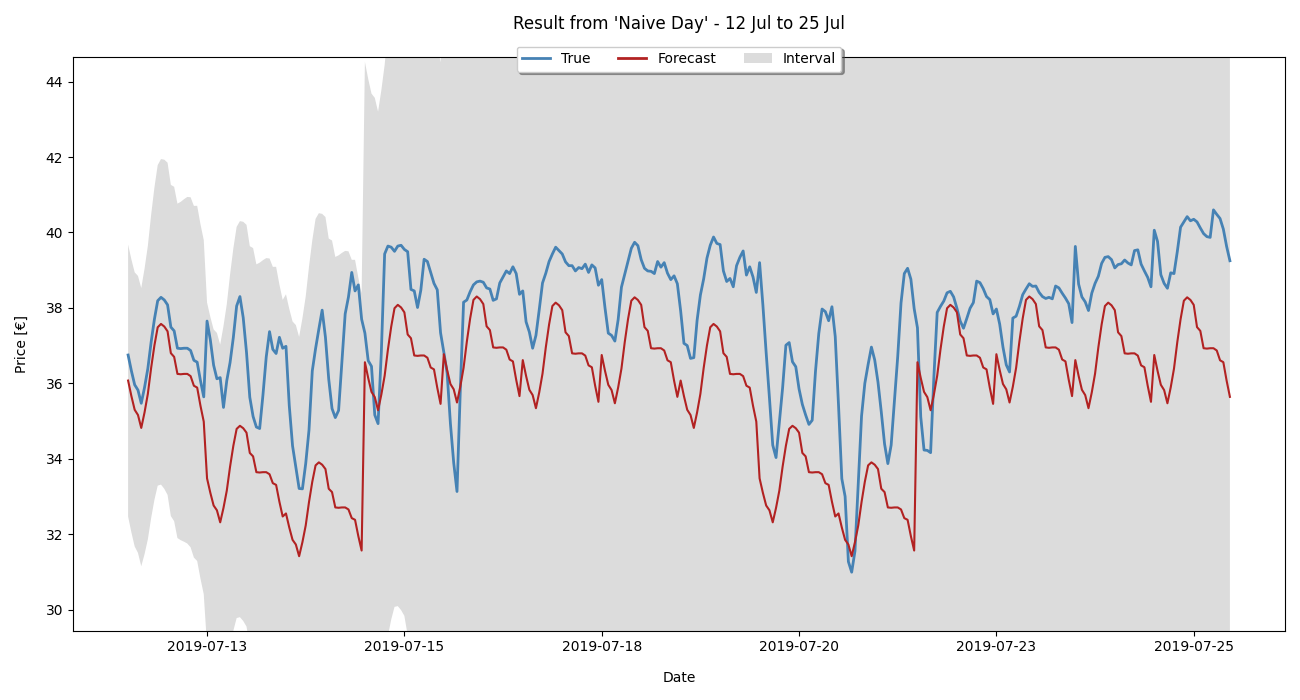 Result from 'Naive Day' - 12 Jul to 25 Jul
True Forecast Interval
Price [€]
44
42
40
38
36
34
32
30
2019-07-13 2019-07-15 2019-07-18 2019-07-20 2019-07-23 2019-07-25
Date